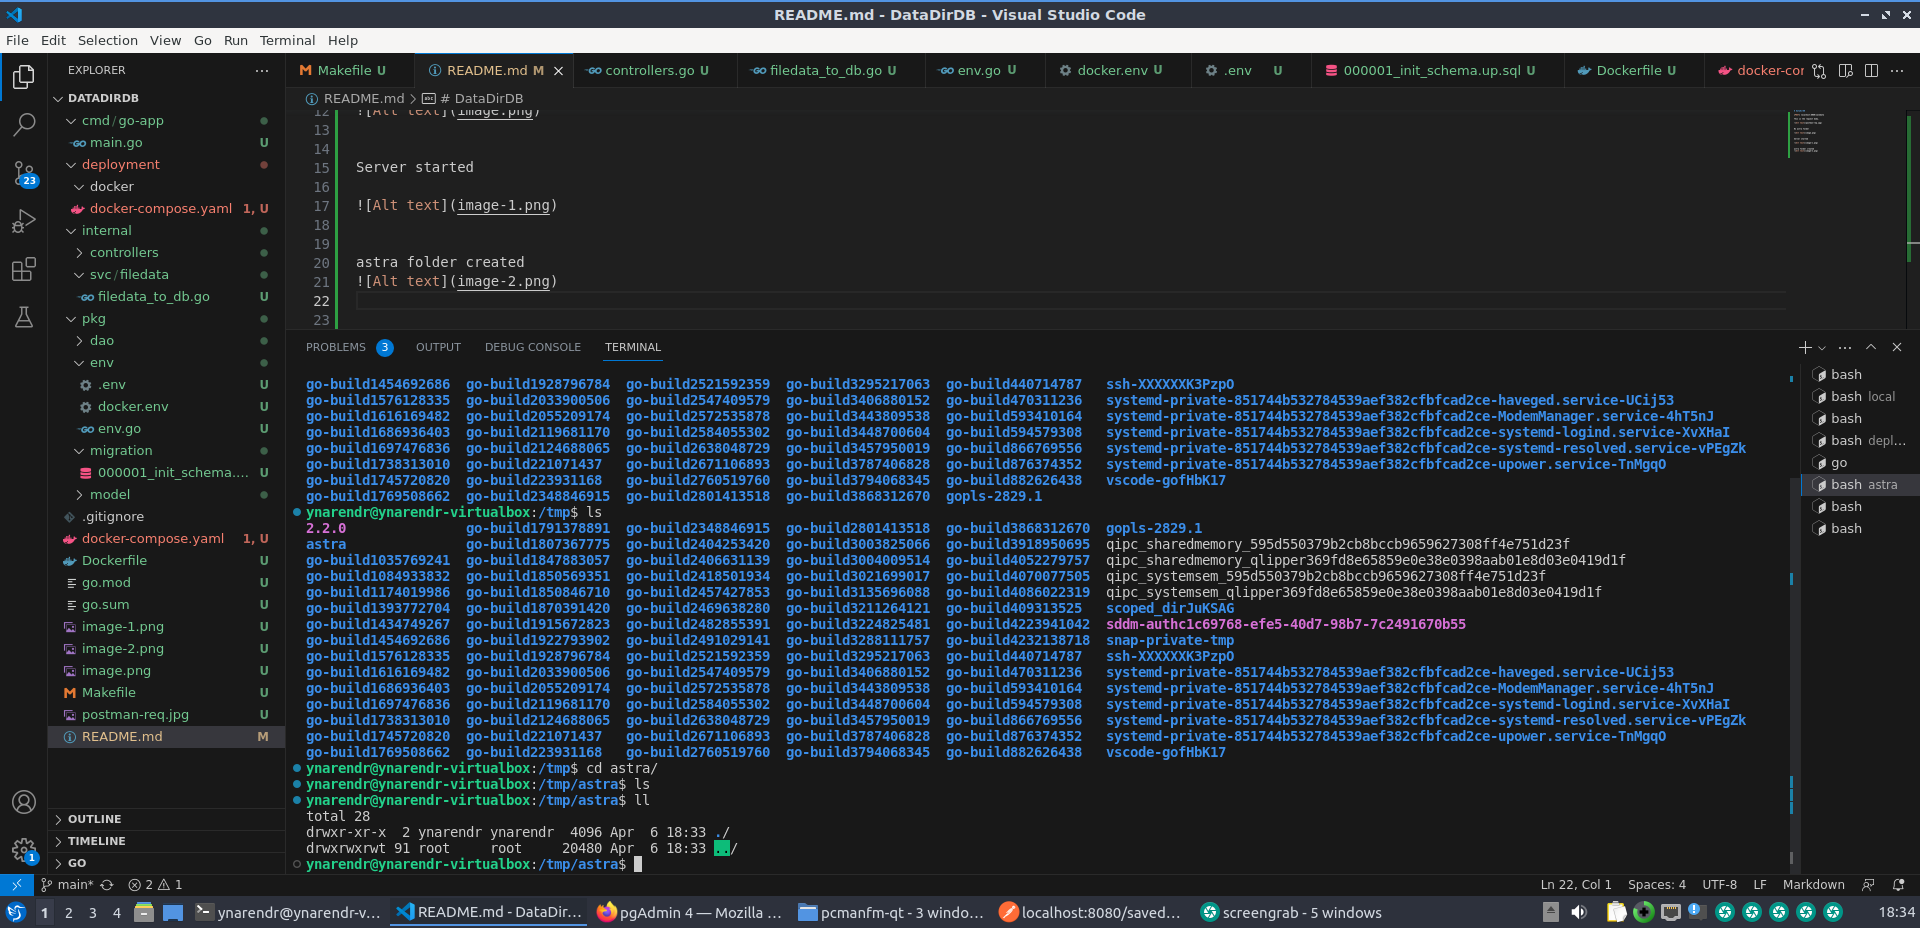 README.md - DataDirDB - Visual Studio Code
File Edit Selection View Go Run Terminal Help
EXPLORER
DATADIRDB
cmd/go-app
main.go U
deployment
docker
docker-compose.yaml 1, U
internal
controllers
svc/filedata
filedata_to_db.go U
pkg
dao
env
.env U
docker.env U
env.go U
migration
000001_init_schema.... U
model
.gitignore
docker-compose.yaml 1, U
Dockerfile U
go.mod U
go.sum U
image-1.png U
image-2.png U
image.png U
Makefile U
postman-req.jpg U
README.md M
OUTLINE
TIMELINE
GO
23
1
Makefile U README.md M controllers.go U filedata_to_db.go U env.go U docker.env U .env U 000001_init_schema.up.sql U Dockerfile U docker-cor
README.md > # DataDirDB
12 ![Alt text](image.png)
13
14
15 Server started
16
17 ![Alt text](image-1.png)
18
19
20 astra folder created
21 ![Alt text](image-2.png)
22
23
PROBLEMS 3 OUTPUT DEBUG CONSOLE TERMINAL
go-build1454692686 go-build1928796784 go-build2521592359 go-build3295217063 go-build440714787 ssh-XXXXXXK3PzpO
go-build1576128335 go-build2033900506 go-build2547409579 go-build3406880152 go-build470311236 systemd-private-851744b532784539aef382cfbfcad2ce-haveged.service-UCij53
go-build1616169482 go-build2055209174 go-build2572535878 go-build3443809538 go-build593410164 systemd-private-851744b532784539aef382cfbfcad2ce-ModemManager.service-4hT5nJ
go-build1686936403 go-build2119681170 go-build2584055302 go-build3448700604 go-build594579308 systemd-private-851744b532784539aef382cfbfcad2ce-systemd-logind.service-XvXHaI
go-build1697476836 go-build2124688065 go-build2638048729 go-build3457950019 go-build866769556 systemd-private-851744b532784539aef382cfbfcad2ce-systemd-resolved.service-vPEgZk
go-build1738313010 go-build221071437 go-build2671106893 go-build3787406828 go-build876374352 systemd-private-851744b532784539aef382cfbfcad2ce-upower.service-TnMgqO
go-build1745720820 go-build223931168 go-build2760519760 go-build3794068345 go-build882626438 vscode-gofHbK17
go-build1769508662 go-build2348846915 go-build2801413518 go-build3868312670 gopls-2829.1
ynarendr@ynarendr-virtualbox:/tmp$ ls
2.2.0 go-build1791378891 go-build2348846915 go-build2801413518 go-build3868312670 gopls-2829.1
astra go-build1807367775 go-build2404253420 go-build3003825066 go-build3918950695 qipc_sharedmemory_595d550379b2cb8bccb9659627308ff4e751d23f
go-build1035769241 go-build1847883057 go-build2406631139 go-build3004009514 go-build4052279757 qipc_sharedmemory_qlipper369fd8e65859e0e38e0398aab01e8d03e0419d1f
go-build1084933832 go-build1850569351 go-build2418501934 go-build3021699017 go-build4070077505 qipc_systemsem_595d550379b2cb8bccb9659627308ff4e751d23f
go-build1174019986 go-build1850846710 go-build2457427853 go-build3135696088 go-build4086022319 qipc_systemsem_qlipper369fd8e65859e0e38e0398aab01e8d03e0419d1f
go-build1393772704 go-build1870391420 go-build2469638280 go-build3211264121 go-build409313525 scoped_dirJuKSAG
go-build1434749267 go-build1915672823 go-build2482855391 go-build3224825481 go-build4223941042 sddm-authc1c69768-efe5-40d7-98b7-7c2491670b55
go-build1454692686 go-build1922793902 go-build2491029141 go-build3288111757 go-build4232138718 snap-private-tmp
go-build1576128335 go-build1928796784 go-build2521592359 go-build3295217063 go-build440714787 ssh-XXXXXXK3PzpO
go-build1616169482 go-build2033900506 go-build2547409579 go-build3406880152 go-build470311236 systemd-private-851744b532784539aef382cfbfcad2ce-haveged.service-UCij53
go-build1686936403 go-build2055209174 go-build2572535878 go-build3443809538 go-build593410164 systemd-private-851744b532784539aef382cfbfcad2ce-ModemManager.service-4hT5nJ
go-build1697476836 go-build2119681170 go-build2584055302 go-build3448700604 go-build594579308 systemd-private-851744b532784539aef382cfbfcad2ce-systemd-logind.service-XvXHaI
go-build1738313010 go-build2124688065 go-build2638048729 go-build3457950019 go-build866769556 systemd-private-851744b532784539aef382cfbfcad2ce-systemd-resolved.service-vPEgZk
go-build1745720820 go-build221071437 go-build2671106893 go-build3787406828 go-build876374352 systemd-private-851744b532784539aef382cfbfcad2ce-upower.service-TnMgqO
go-build1769508662 go-build223931168 go-build2760519760 go-build3794068345 go-build882626438 vscode-gofHbK17
ynarendr@ynarendr-virtualbox:/tmp$ cd astra/
ynarendr@ynarendr-virtualbox:/tmp/astra$ ls
ynarendr@ynarendr-virtualbox:/tmp/astra$ ll
total 28
drwxr-xr-x 2 ynarendr ynarendr 4096 Apr 6 18:33 ./
drwxrwxrwt 91 root root 20480 Apr 6 18:33 ../
ynarendr@ynarendr-virtualbox:/tmp/astra$
bash
bash local
bash
bash depl...
go
bash astra
bash
bash
main* 2 1 Ln 22, Col 1 Spaces: 4 UTF-8 LF Markdown
1 2 3 4 ynarendr@ynarendr-v... README.md - DataDir... pgAdmin 4 — Mozilla ... pcmanfm-qt - 3 windo... localhost:8080/saved... screengrab - 5 windows 18:34